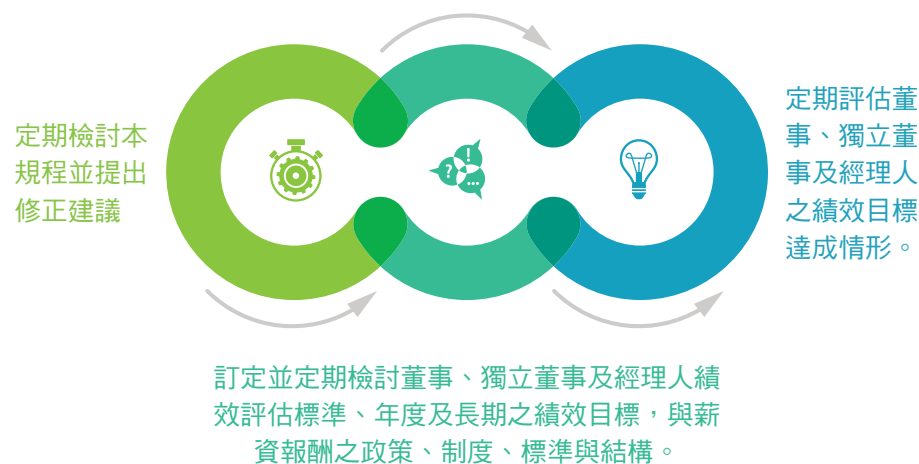 定期檢討本
規程並提出
修正建議
?
!
...
定期評估董
事、獨立董
事及經理人
之績效目標
達成情形。
訂定並定期檢討董事、獨立董事及經理人績
效評估標準、年度及長期之績效目標，與薪
資報酬之政策、制度、標準與結構。